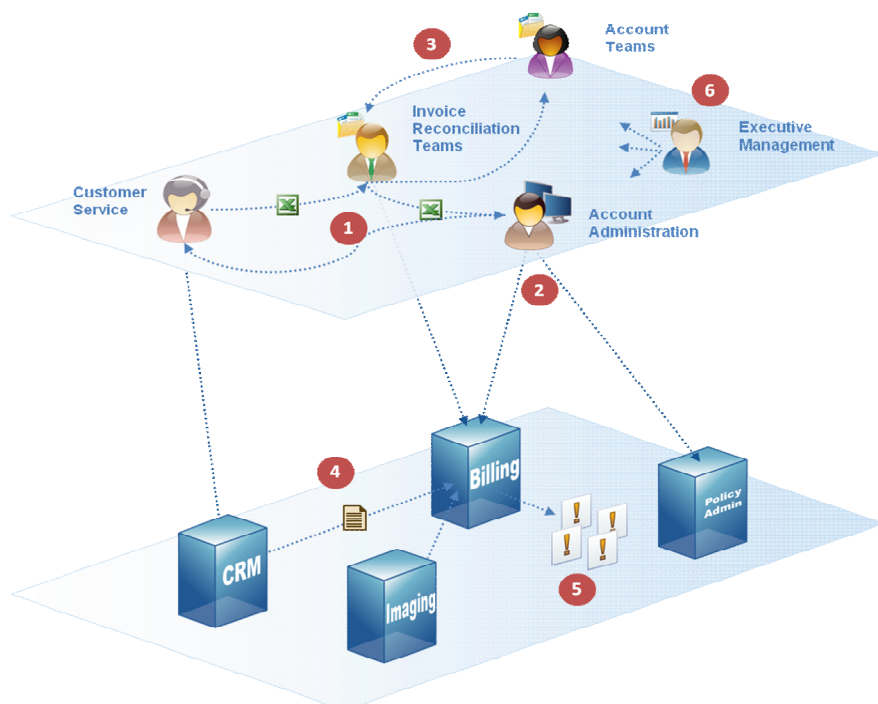 3
Account
Teams
6
Invoice
Reconciliation
Teams
Executive
Management
Customer
Service
1
Account
Administration
2
4
Billing
Policy
Admin
CRM
Imaging
5